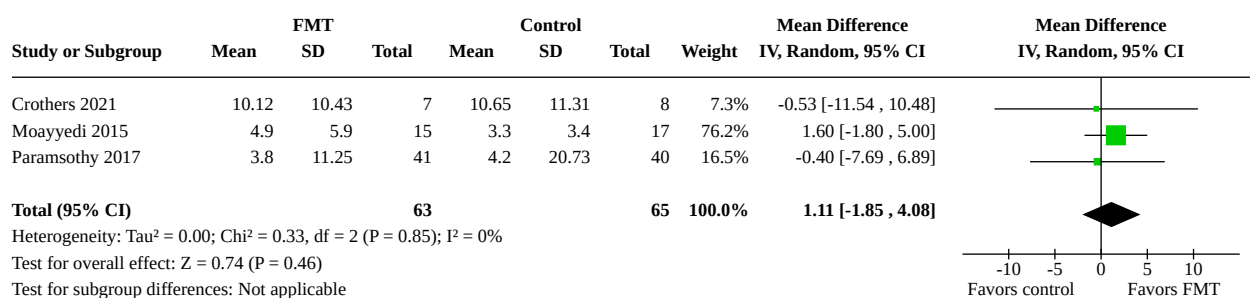 FMT Control Mean Difference Mean Difference
Study or Subgroup Mean SD Total Mean SD Total Weight IV, Random, 95% CI IV, Random, 95% CI
Crothers 2021 10.12 10.43 7 10.65 11.31 8 7.3% -0.53 [-11.54 , 10.48]
Moayyedi 2015 4.9 5.9 15 3.3 3.4 17 76.2% 1.60 [-1.80 , 5.00]
Paramsothy 2017 3.8 11.25 41 4.2 20.73 40 16.5% -0.40 [-7.69 , 6.89]
Total (95% CI) 63 65 100.0% 1.11 [-1.85 , 4.08]
Heterogeneity: Tau² = 0.00; Chi² = 0.33, df = 2 (P = 0.85); I² = 0%
Test for overall effect: Z = 0.74 (P = 0.46)
Test for subgroup differences: Not applicable
-10 -5 0 5 10
Favors control Favors FMT